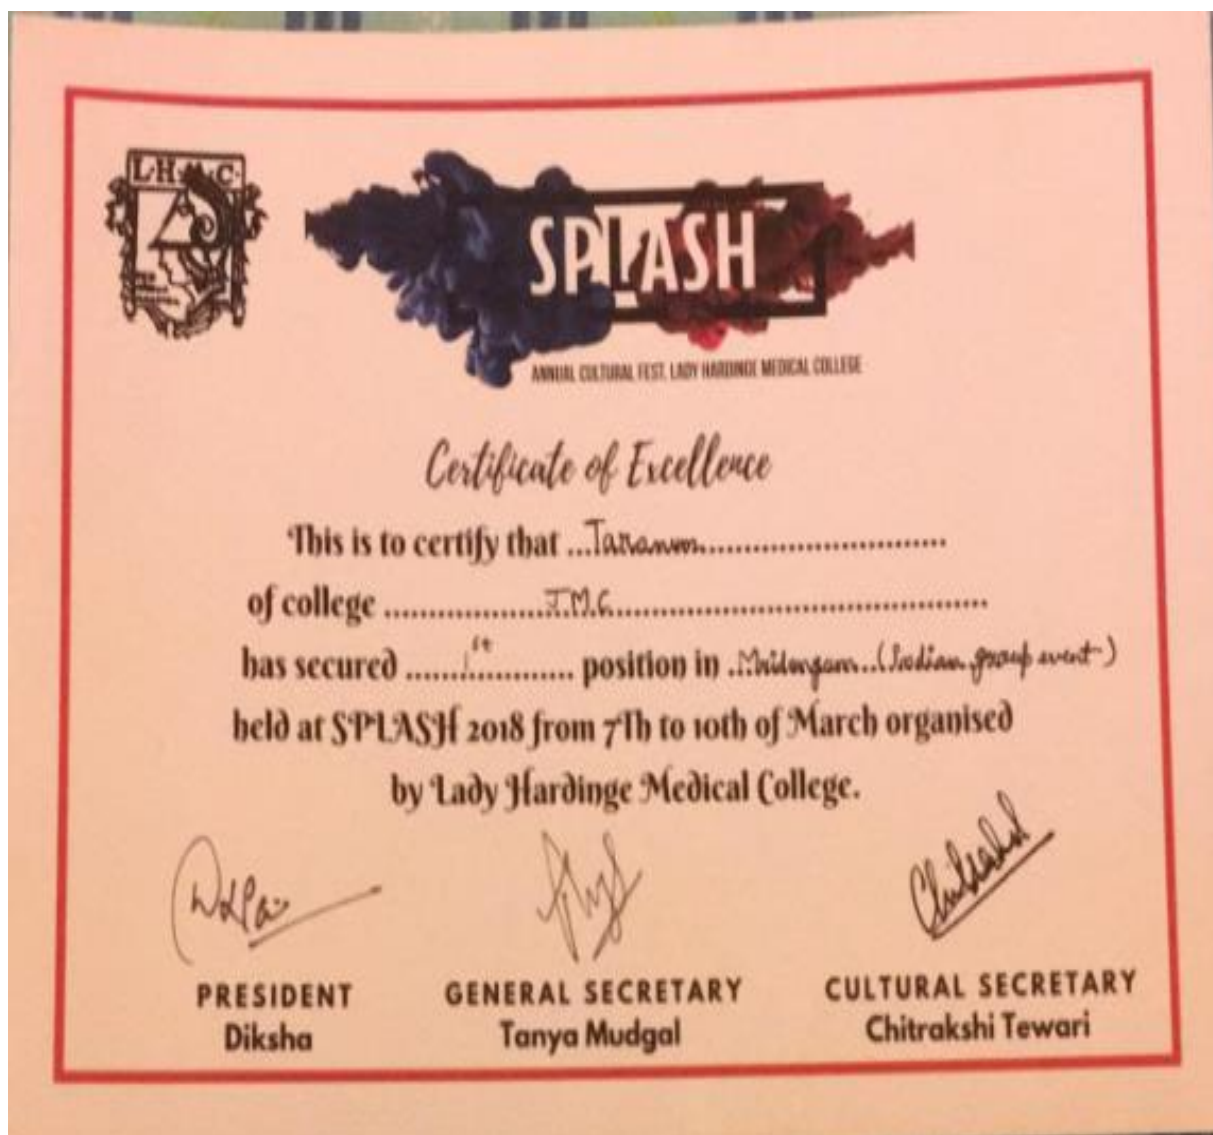 L.H.M.C.
SPLASH
ANNUAL CULTURAL FEST, LADY HARDINGE MEDICAL COLLEGE
Certificate of Excellence
This is to certify that ...Taranum...............................
of college ..................J.M.C..........................................
has secured .......1st........... position in .Mridangam..(Indian group event)
held at SPLASH 2018 from 7Th to 10th of March organised
by Lady Hardinge Medical College.
PRESIDENT GENERAL SECRETARY CULTURAL SECRETARY
Diksha Tanya Mudgal Chitrakshi Tewari